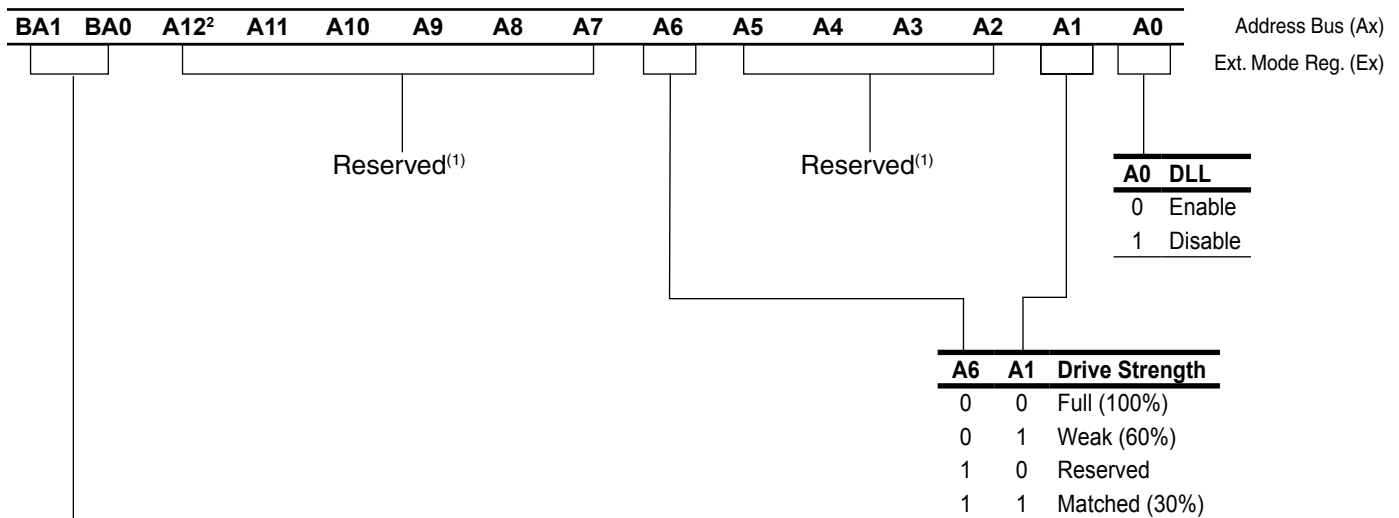 BA1 BA0 A12² A11 A10 A9 A8 A7 A6 A5 A4 A3 A2 A1 A0 Address Bus (Ax)
Ext. Mode Reg. (Ex)
Reserved⁽¹⁾ Reserved⁽¹⁾
A0 DLL
0 Enable
1 Disable
A6 A1 Drive Strength
0 0 Full (100%)
0 1 Weak (60%)
1 0 Reserved
1 1 Matched (30%)